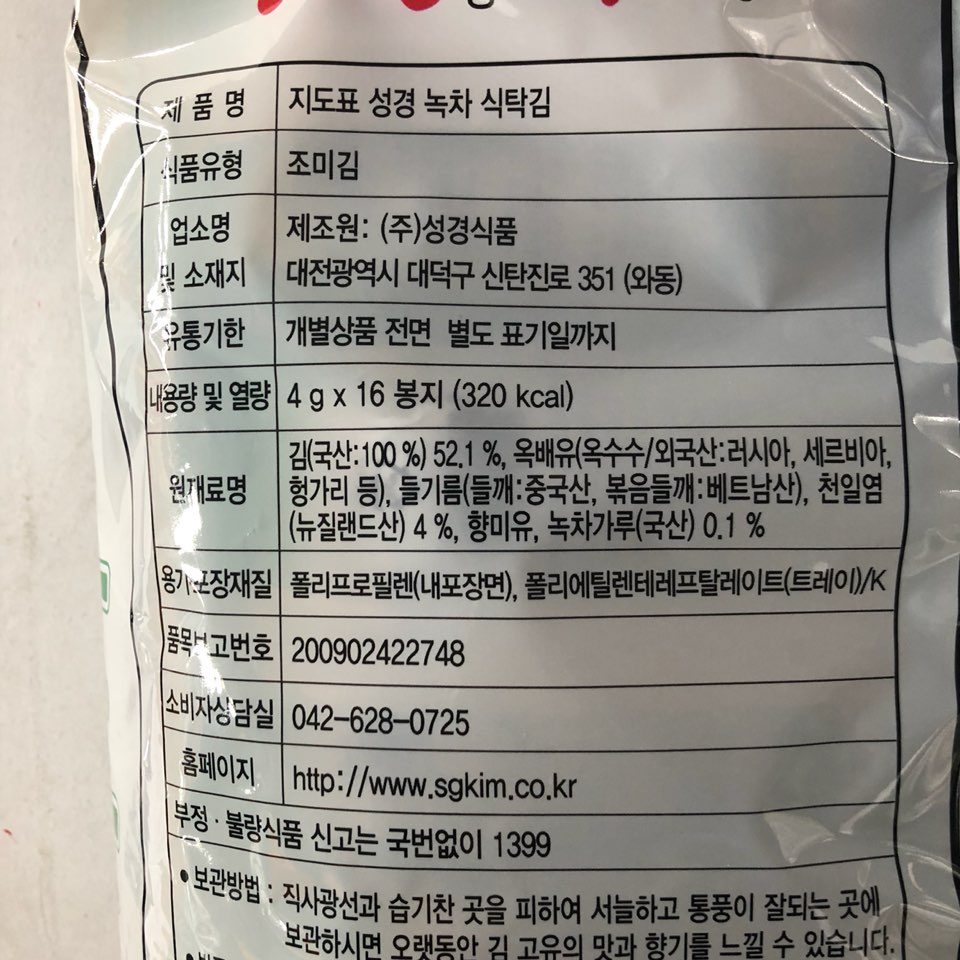 제 품 명 지도표 성경 녹차 식탁김
식품유형 조미김
업소명 제조원: (주)성경식품
및 소재지 대전광역시 대덕구 신탄진로 351 (와동)
유통기한 개별상품 전면 별도 표기일까지
내용량 및 열량 4 g x 16 봉지 (320 kcal)
김(국산:100 %) 52.1 %, 옥배유(옥수수/외국산:러시아, 세르비아,
원재료명 헝가리 등), 들기름(들깨:중국산, 볶음들깨:베트남산), 천일염
(뉴질랜드산) 4 %, 향미유, 녹차가루(국산) 0.1 %
용기·포장재질 폴리프로필렌(내포장면), 폴리에틸렌테레프탈레이트(트레이)/K
품목보고번호 200902422748
소비자상담실 042-628-0725
홈페이지 http://www.sgkim.co.kr
부정·불량식품 신고는 국번없이 1399
• 보관방법 : 직사광선과 습기찬 곳을 피하여 서늘하고 통풍이 잘되는 곳에
보관하시면 오랫동안 김 고유의 맛과 향기를 느낄 수 있습니다.